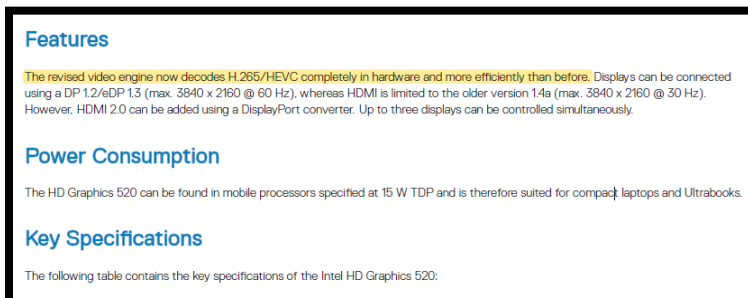 Features
The revised video engine now decodes H.265/HEVC completely in hardware and more efficiently than before. Displays can be connected
using a DP 1.2/eDP 1.3 (max. 3840 x 2160 @ 60 Hz), whereas HDMI is limited to the older version 1.4a (max. 3840 x 2160 @ 30 Hz).
However, HDMI 2.0 can be added using a DisplayPort converter. Up to three displays can be controlled simultaneously.
Power Consumption
The HD Graphics 520 can be found in mobile processors specified at 15 W TDP and is therefore suited for compact laptops and Ultrabooks.
Key Specifications
The following table contains the key specifications of the Intel HD Graphics 520: